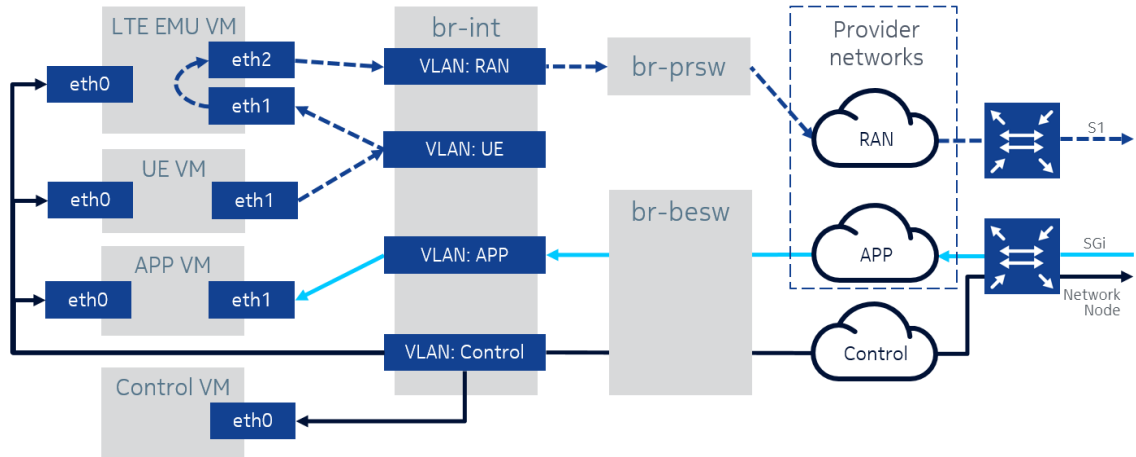 LTE EMU VM
eth0
eth2
eth1
UE VM
eth0
eth1
APP VM
eth0
eth1
Control VM
eth0
br-int
VLAN: RAN
VLAN: UE
VLAN: APP
VLAN: Control
br-prsw
br-besw
Provider
networks
RAN
APP
Control
S1
SGi
Network
Node